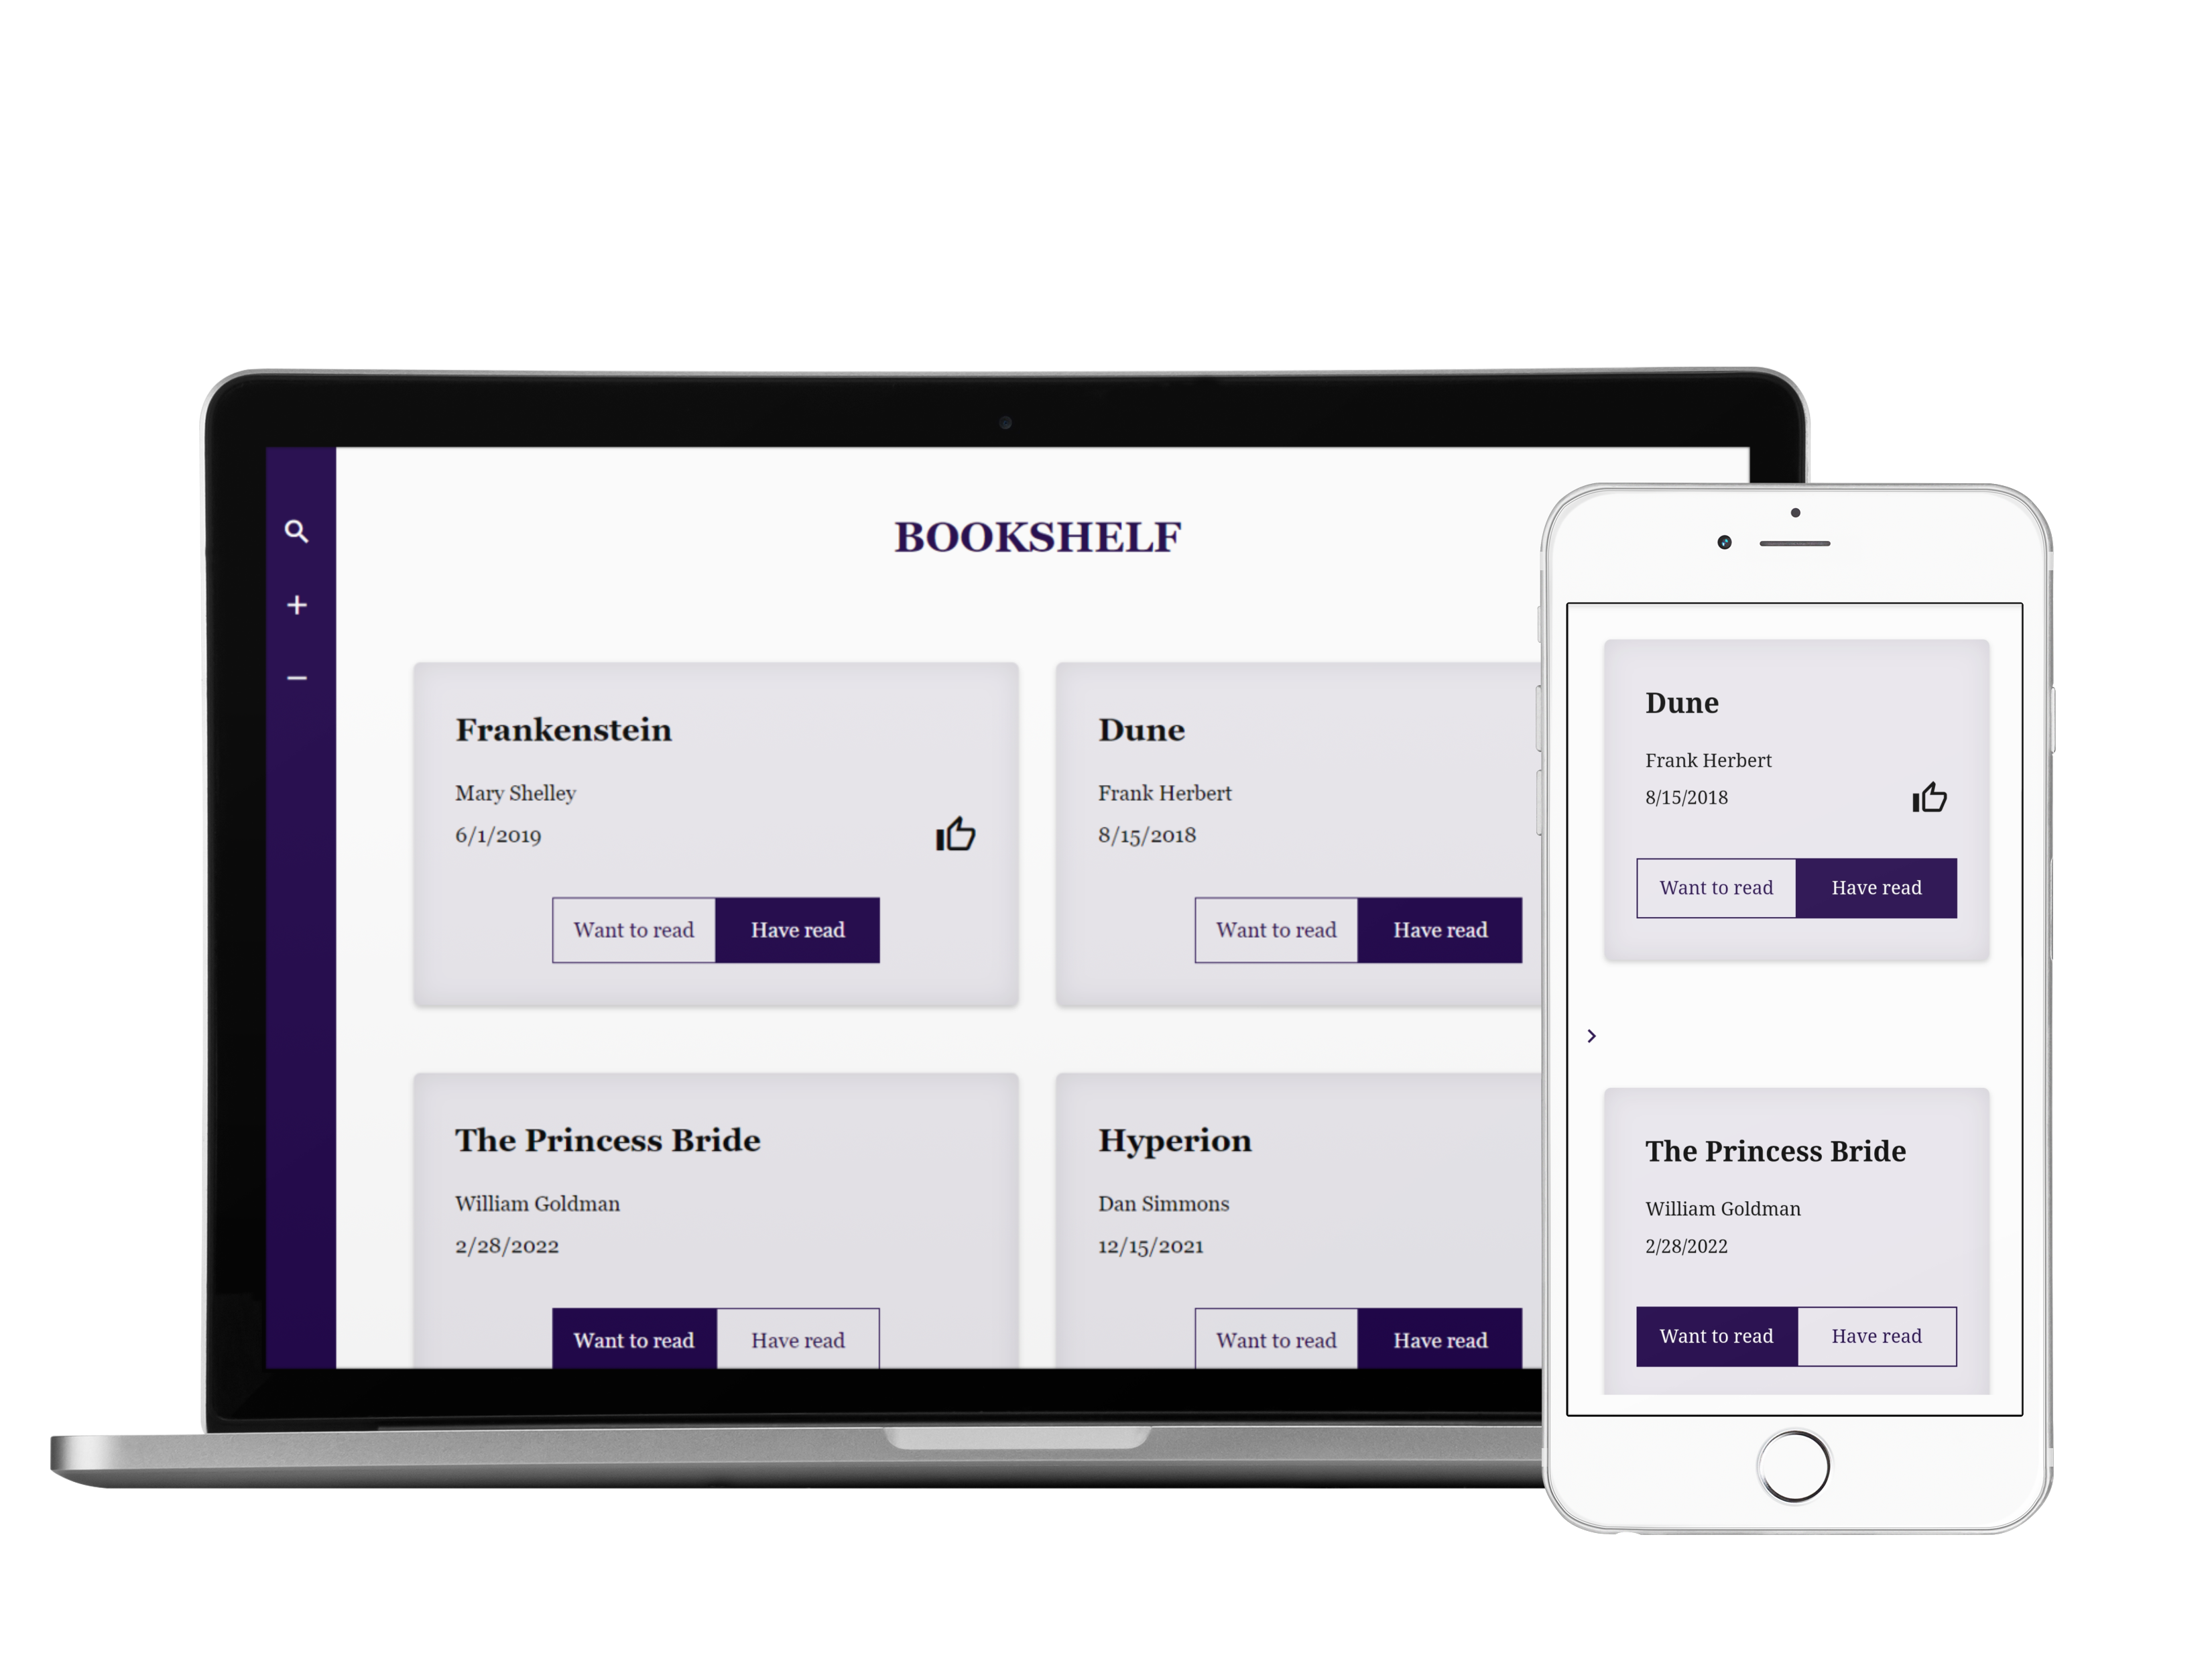 BOOKSHELF
Frankenstein
Mary Shelley
6/1/2019
Want to read
Have read
Dune
Frank Herbert
8/15/2018
Want to read
Have read
The Princess Bride
William Goldman
2/28/2022
Want to read
Have read
Hyperion
Dan Simmons
12/15/2021
Want to read
Have read
Dune
Frank Herbert
8/15/2018
Want to read
Have read
The Princess Bride
William Goldman
2/28/2022
Want to read
Have read